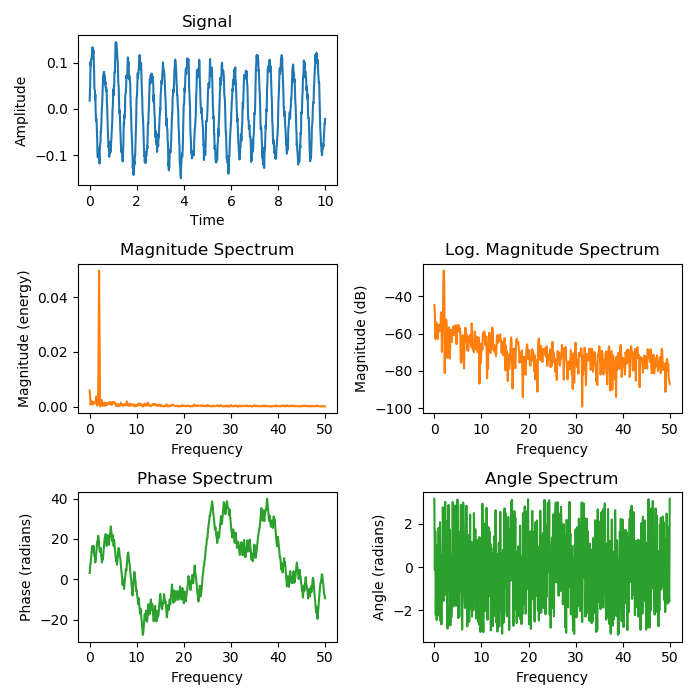 Signal
0.1
0.0
−0.1
Amplitude
0 2 4 6 8 10
Time
Magnitude Spectrum
0.04
0.02
0.00
Magnitude (energy)
0 10 20 30 40 50
Frequency
Log. Magnitude Spectrum
−40
−60
−80
−100
Magnitude (dB)
0 10 20 30 40 50
Frequency
Phase Spectrum
40
20
0
−20
Phase (radians)
0 10 20 30 40 50
Frequency
Angle Spectrum
2
0
−2
Angle (radians)
0 10 20 30 40 50
Frequency